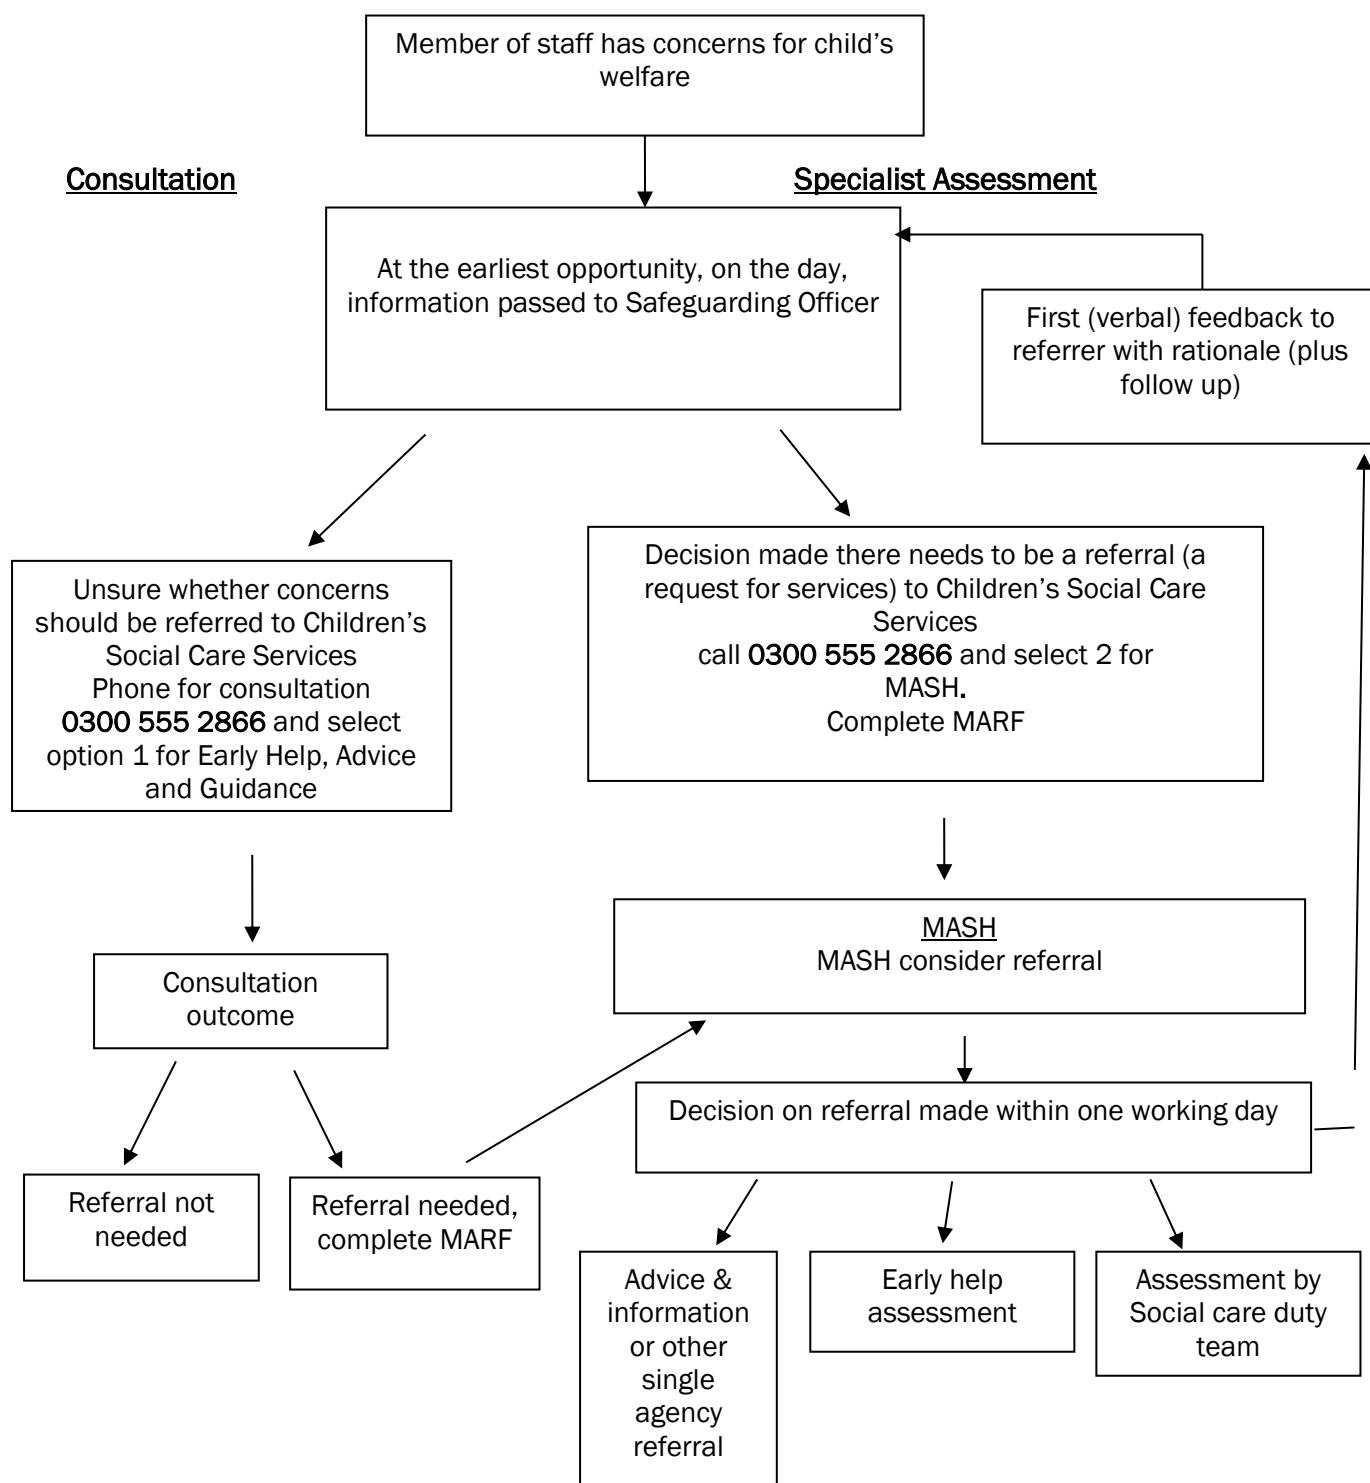 Member of staff has concerns for child’s
welfare
Consultation
Specialist Assessment
At the earliest opportunity, on the day,
information passed to Safeguarding Officer
First (verbal) feedback to
referrer with rationale (plus
follow up)
Unsure whether concerns
should be referred to Children’s
Social Care Services
Phone for consultation
0300 555 2866 and select
option 1 for Early Help, Advice
and Guidance
Decision made there needs to be a referral (a
request for services) to Children’s Social Care
Services
call 0300 555 2866 and select 2 for
MASH.
Complete MARF
MASH
MASH consider referral
Consultation
outcome
Decision on referral made within one working day
Referral not
needed
Referral needed,
complete MARF
Advice &
information
or other
single
agency
referral
Early help
assessment
Assessment by
Social care duty
team